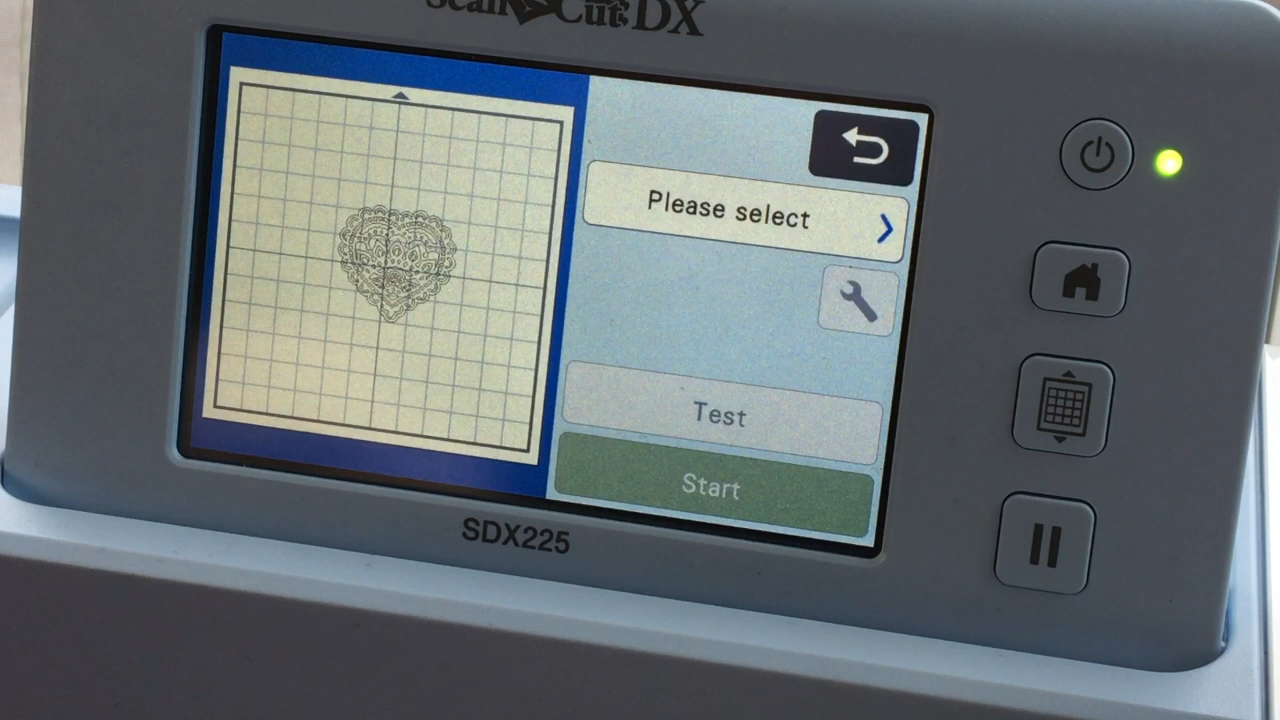 ScanNCut DX
Please select
Test
Start
SDX225